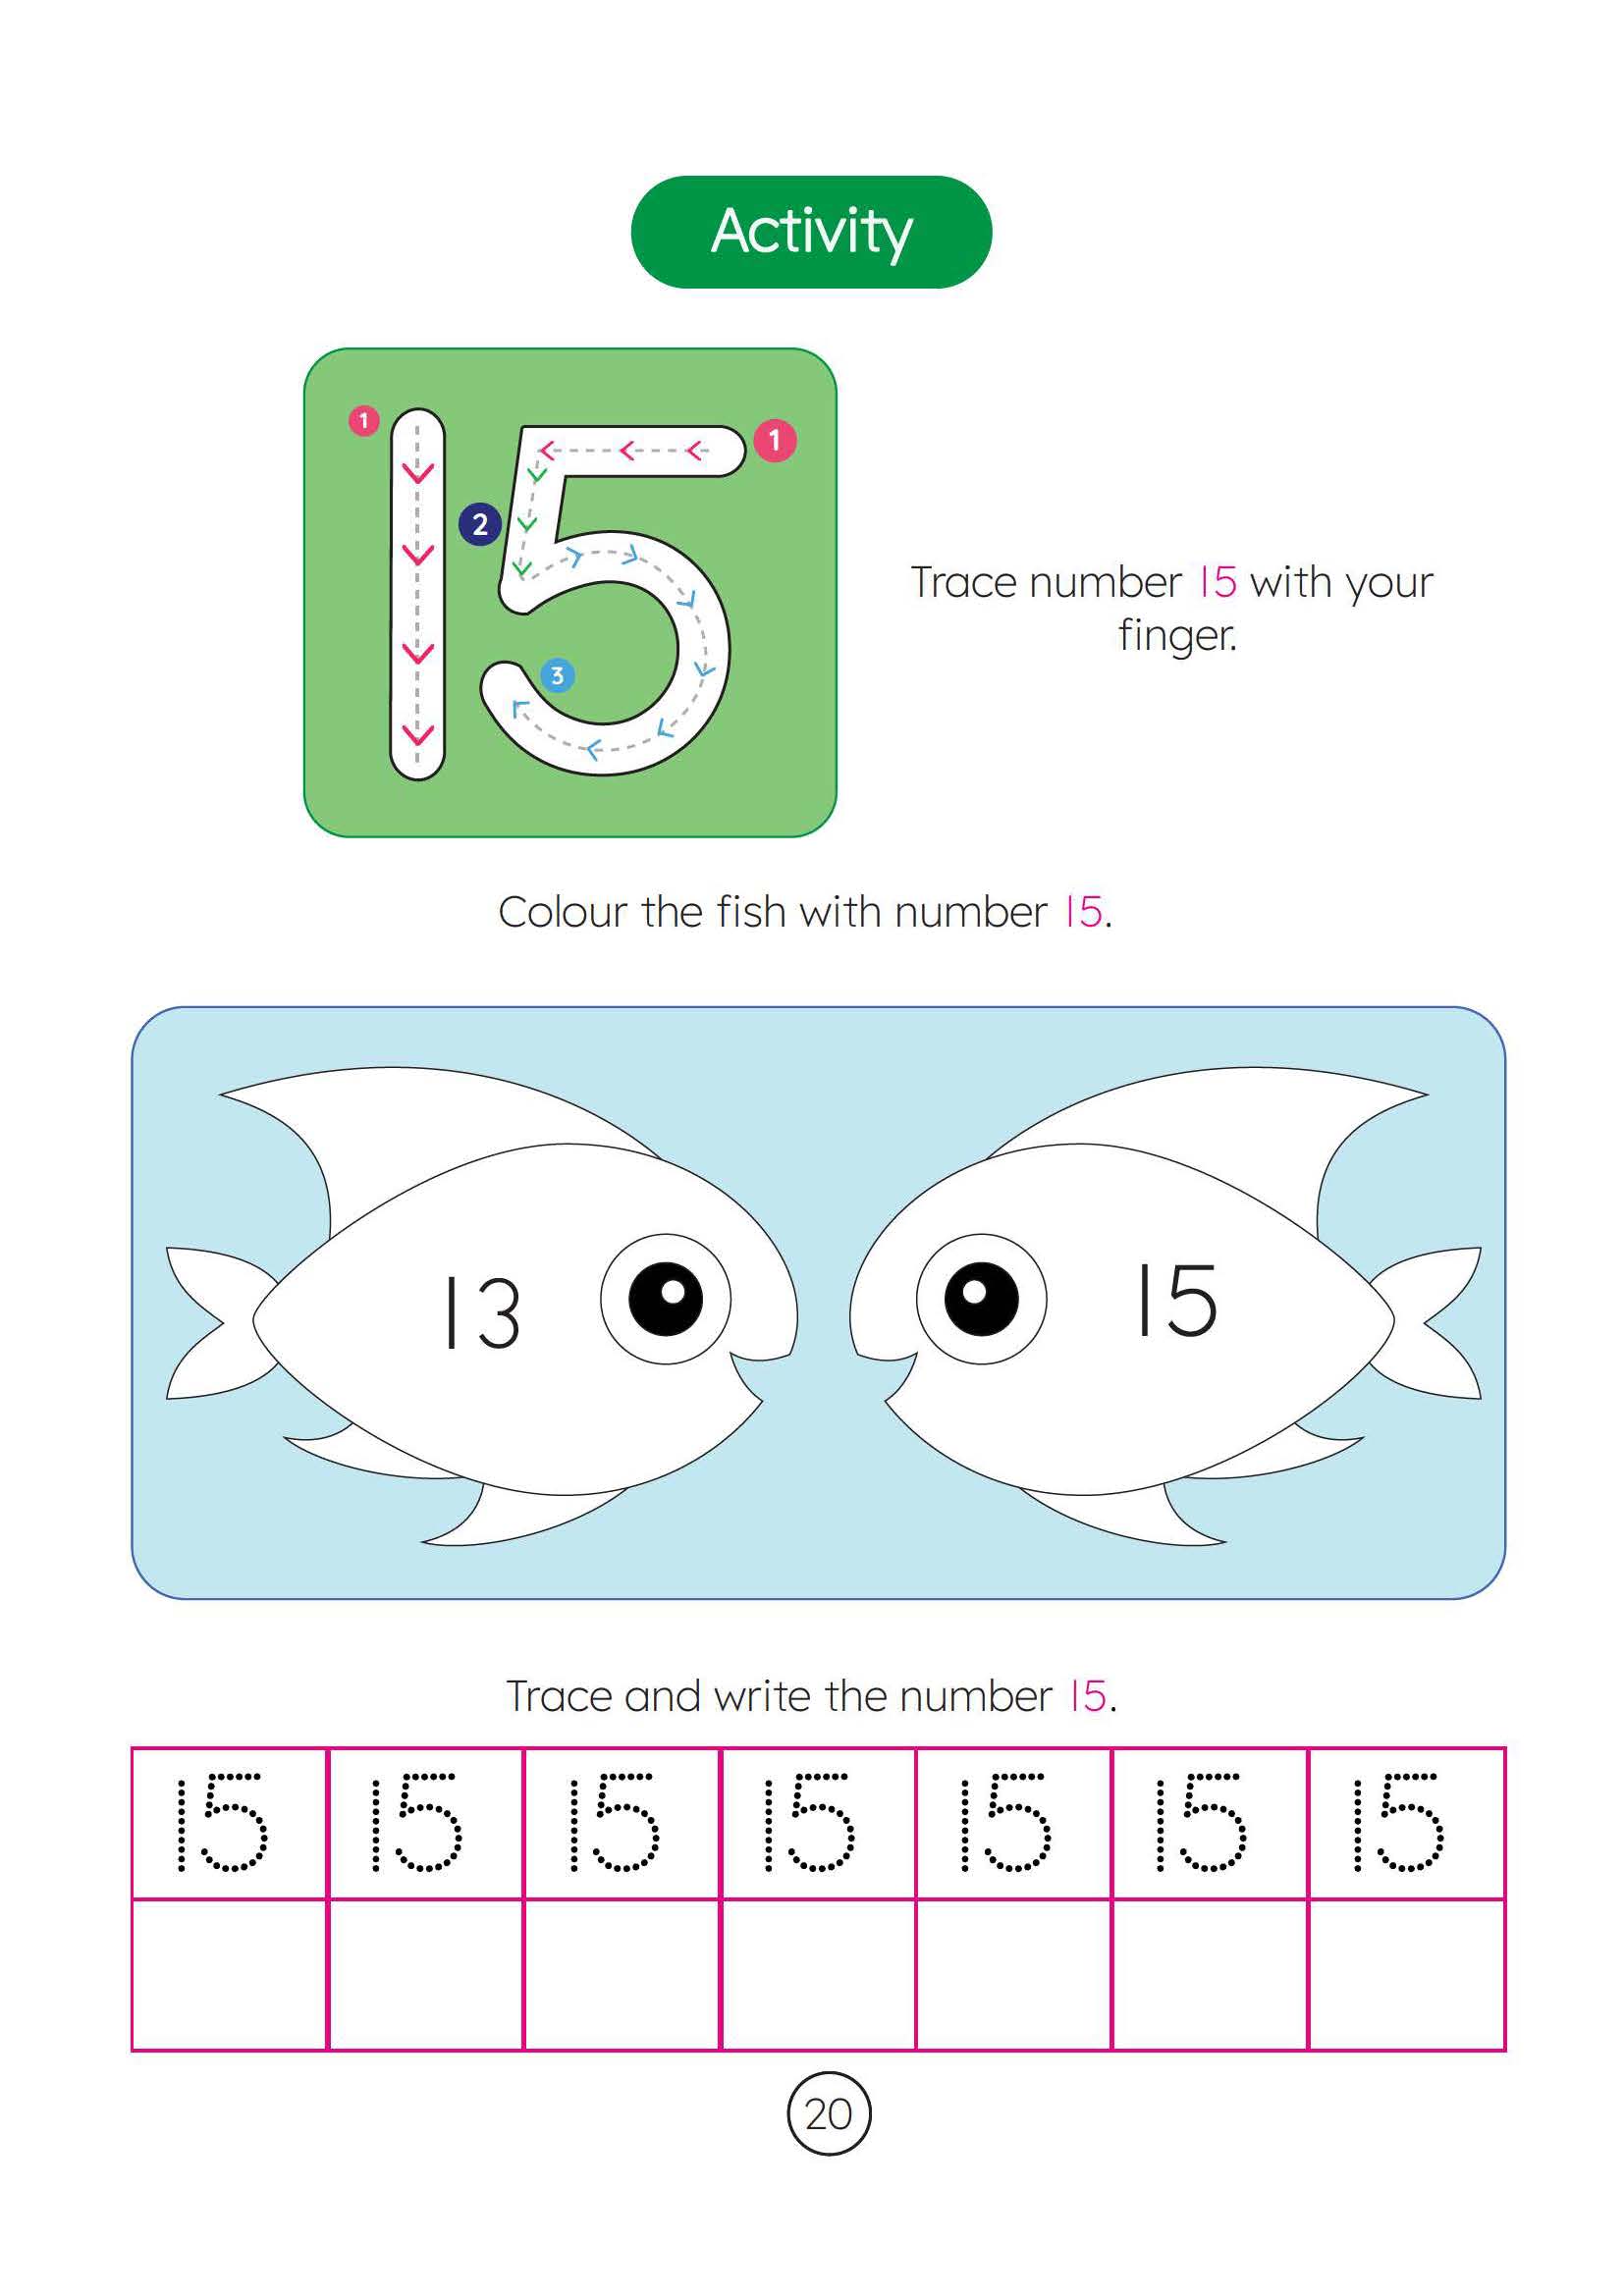 Activity
1
1
2
3
Trace number 15 with your
finger.
Colour the fish with number 15.
13
15
Trace and write the number 15.
15 15 15 15 15 15 15
20